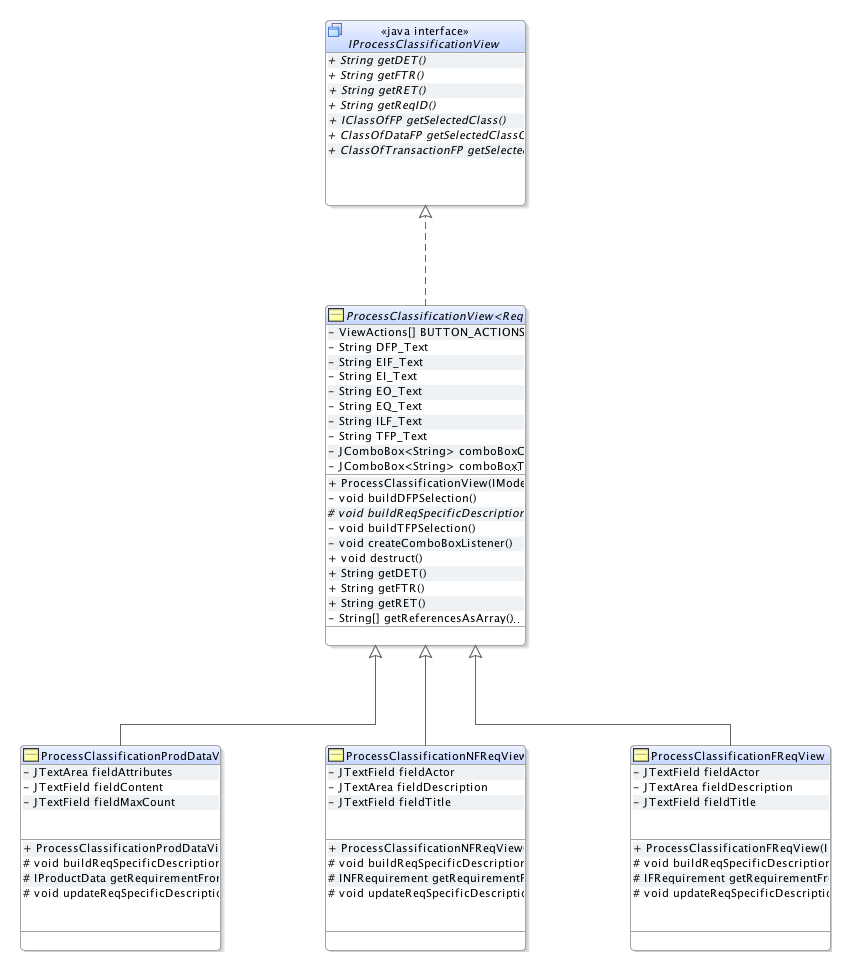 «java interface»
IProcessClassificationView
+ String getDET()
+ String getFTR()
+ String getRET()
+ String getReqID()
+ IClassOfFP getSelectedClass()
+ ClassOfDataFP getSelectedClassO
+ ClassOfTransactionFP getSelected
ProcessClassificationView<Req
- ViewActions[] BUTTON_ACTIONS
- String DFP_Text
- String EIF_Text
- String EI_Text
- String EO_Text
- String EQ_Text
- String ILF_Text
- String TFP_Text
- JComboBox<String> comboBoxC
- JComboBox<String> comboBoxT
+ ProcessClassificationView(IMode
- void buildDFPSelection()
# void buildReqSpecificDescription
- void buildTFPSelection()
- void createComboBoxListener()
+ void destruct()
+ String getDET()
+ String getFTR()
+ String getRET()
- String[] getReferencesAsArray()..
ProcessClassificationProdDataV
- JTextArea fieldAttributes
- JTextField fieldContent
- JTextField fieldMaxCount
+ ProcessClassificationProdDataVi
# void buildReqSpecificDescription
# IProductData getRequirementFron
# void updateReqSpecificDescriptio
ProcessClassificationNFReqView
- JTextField fieldActor
- JTextArea fieldDescription
- JTextField fieldTitle
+ ProcessClassificationNFReqView(
# void buildReqSpecificDescription
# INFRequirement getRequirementF
# void updateReqSpecificDescriptio
ProcessClassificationFReqView
- JTextField fieldActor
- JTextArea fieldDescription
- JTextField fieldTitle
+ ProcessClassificationFReqView(I
# void buildReqSpecificDescription
# IFRequirement getRequirementFr
# void updateReqSpecificDescriptio